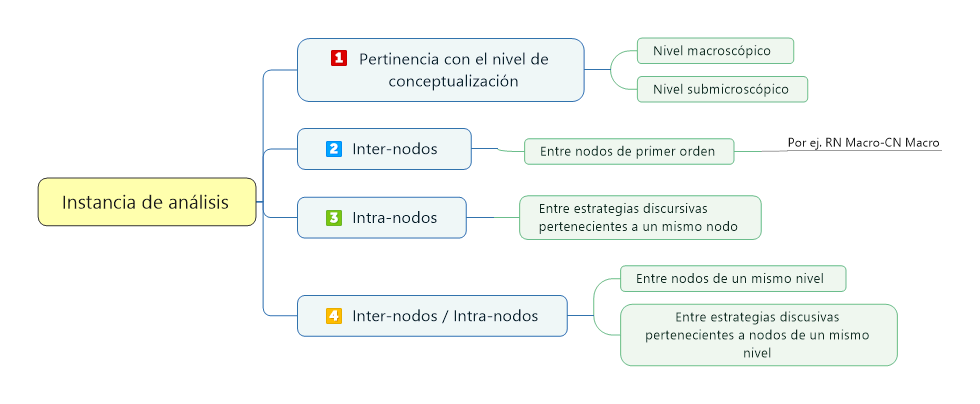 Instancia de análisis
1 Pertinencia con el nivel de
conceptualización
Nivel macroscópico
Nivel submicroscópico
2 Inter-nodos
Entre nodos de primer orden
Por ej. RN Macro-CN Macro
3 Intra-nodos
Entre estrategias discursivas
pertenecientes a un mismo nodo
4 Inter-nodos / Intra-nodos
Entre nodos de un mismo nivel
Entre estrategias discusivas
pertenecientes a nodos de un mismo
nivel